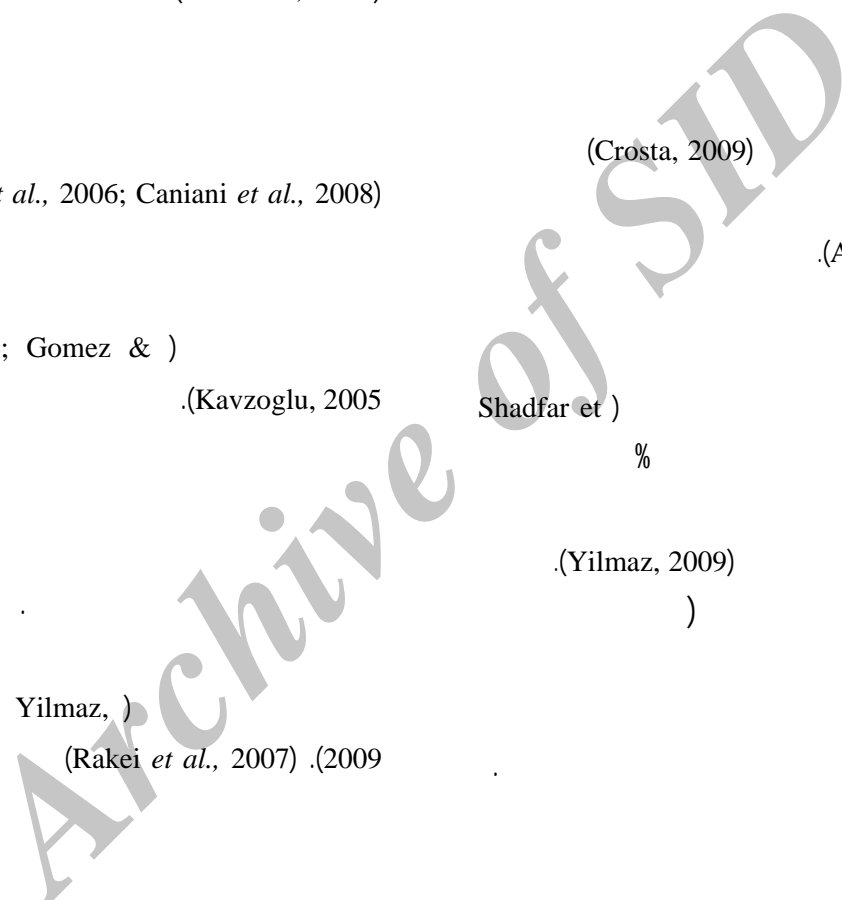 (Crosta, 2009)
.(A
Shadfar et )
%
.(Yilmaz, 2009)
)
.
et al., 2006; Caniani et al., 2008)
; Gomez & )
.(Kavzoglu, 2005
.
Yilmaz, )
(Rakei et al., 2007) .(2009
Archive of SID